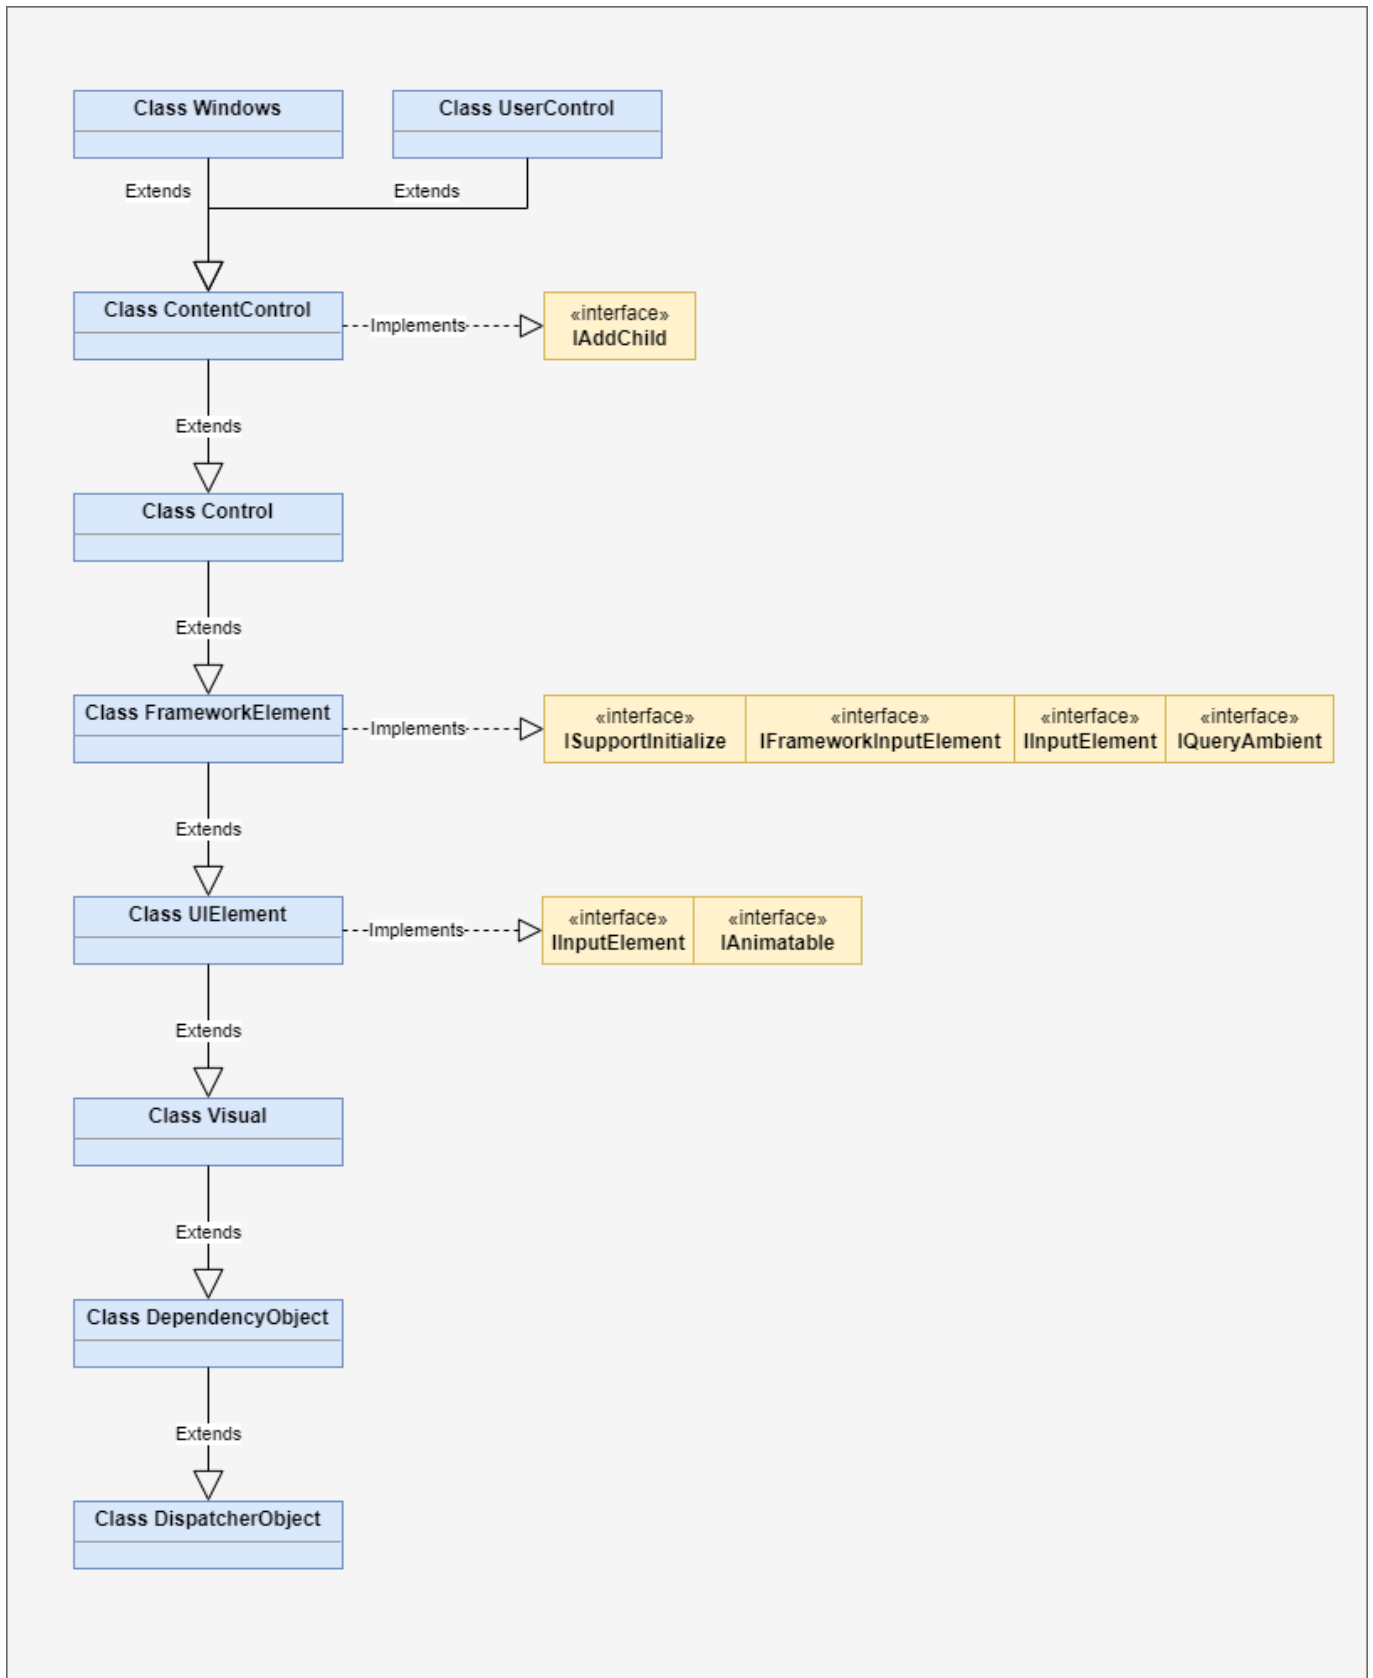 Class Windows
Class UserControl
Extends
Extends
Class ContentControl
Implements
«interface»
IAddChild
Extends
Class Control
Extends
Class FrameworkElement
Implements
«interface»
ISupportInitialize
«interface»
IFrameworkInputElement
«interface»
IInputElement
«interface»
IQueryAmbient
Extends
Class UIElement
Implements
«interface»
IInputElement
«interface»
IAnimatable
Extends
Class Visual
Extends
Class DependencyObject
Extends
Class DispatcherObject